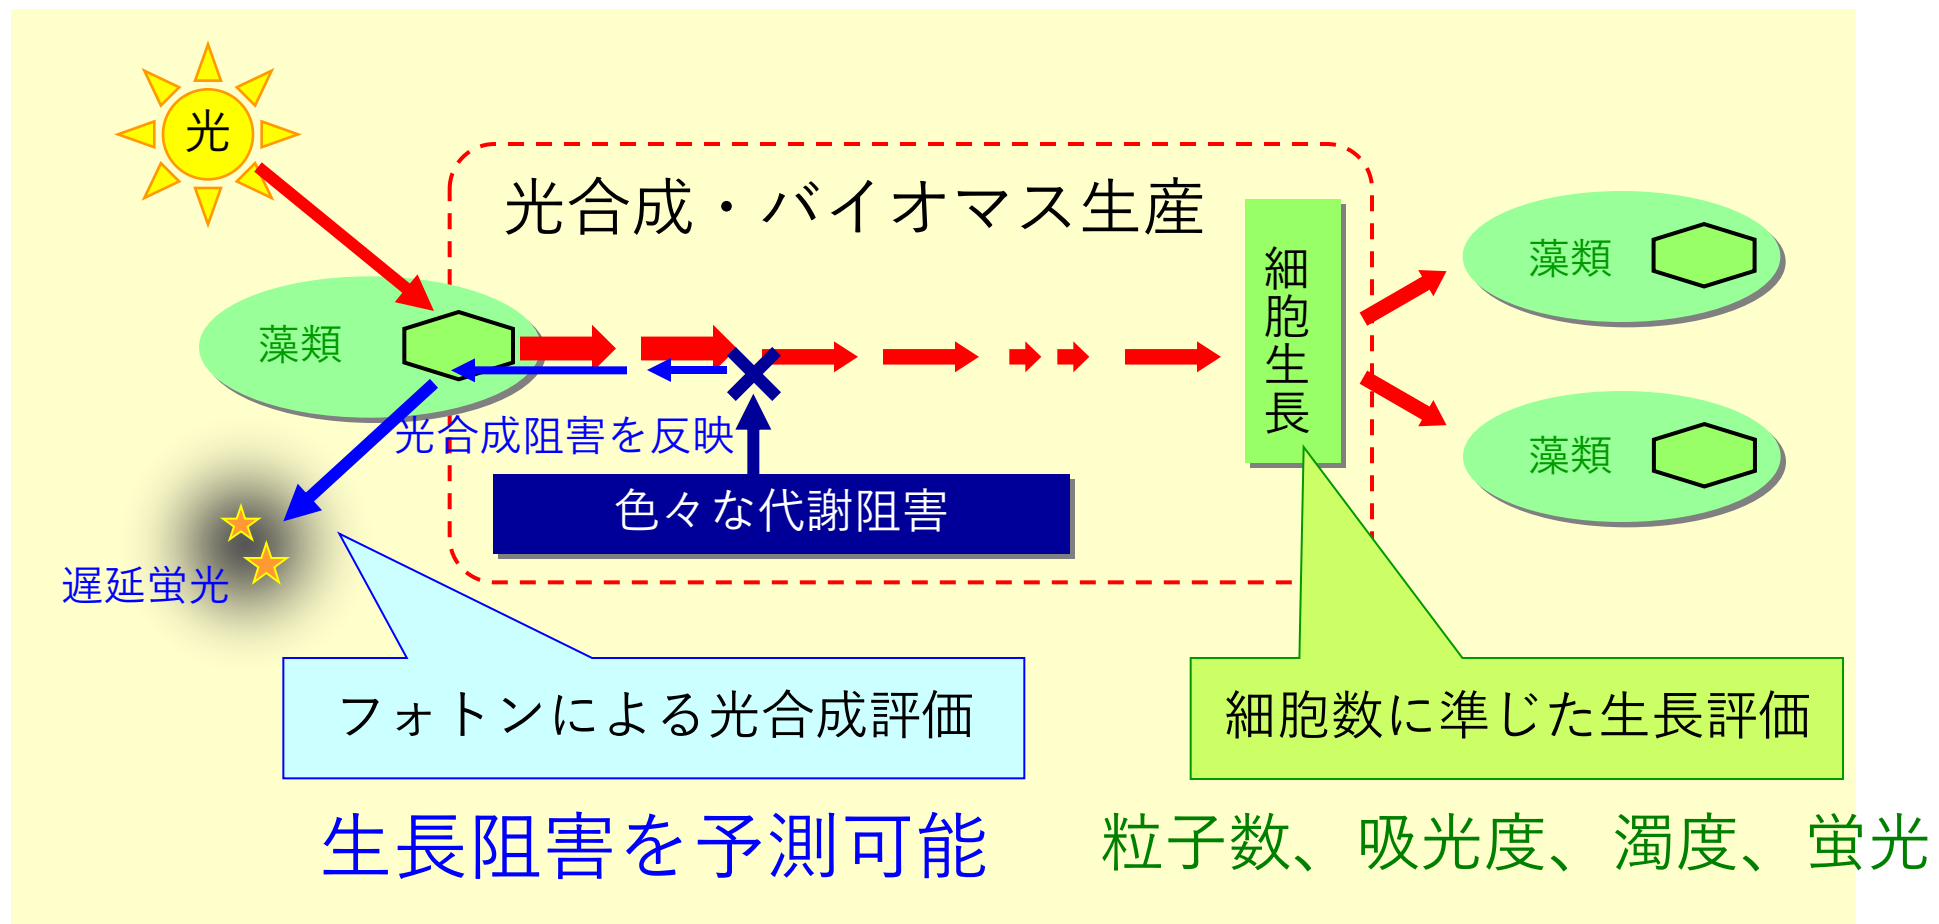 光
光合成・バイオマス生産
細胞生長
藻類
藻類
藻類
光合成阻害を反映
色々な代謝阻害
遅延蛍光
フォトンによる光合成評価
細胞数に準じた生長評価
生長阻害を予測可能
粒子数、吸光度、濁度、蛍光